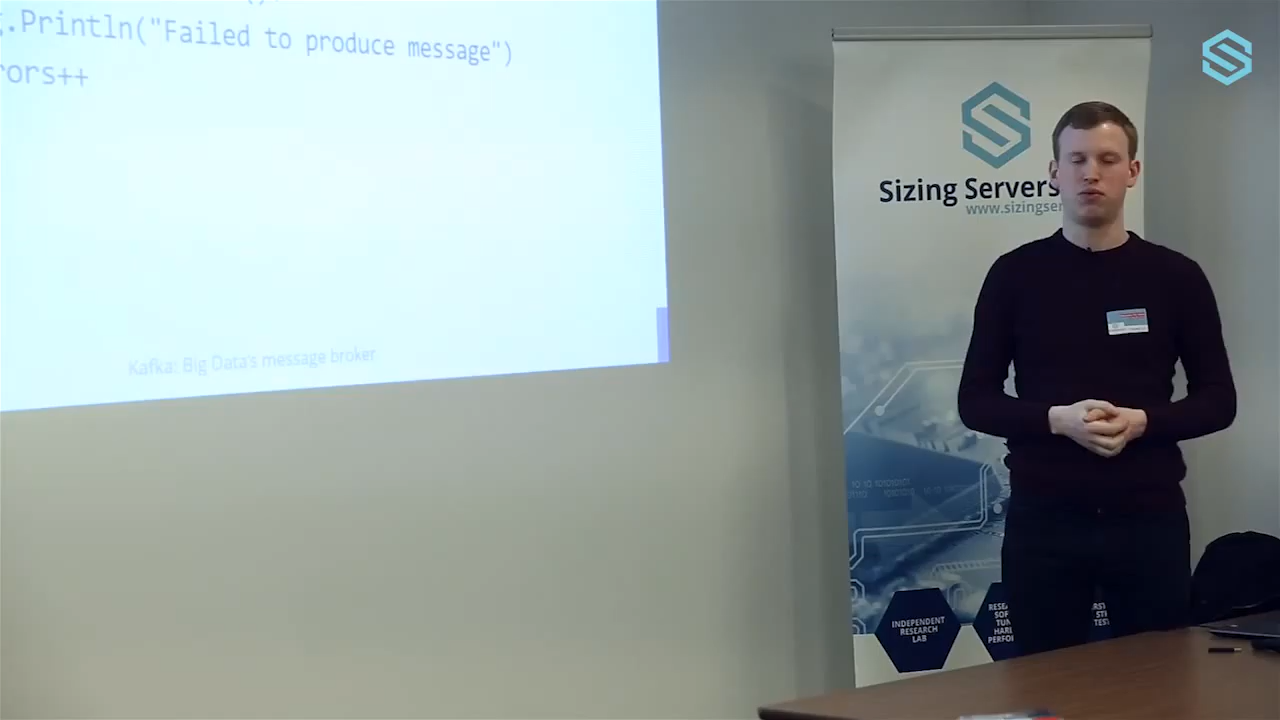 .Println("Failed to produce message")
rors++
Kafka: Big Data's message broker
Sizing Servers
www.sizingser
INDEPENDENT
RESEARCH
LAB